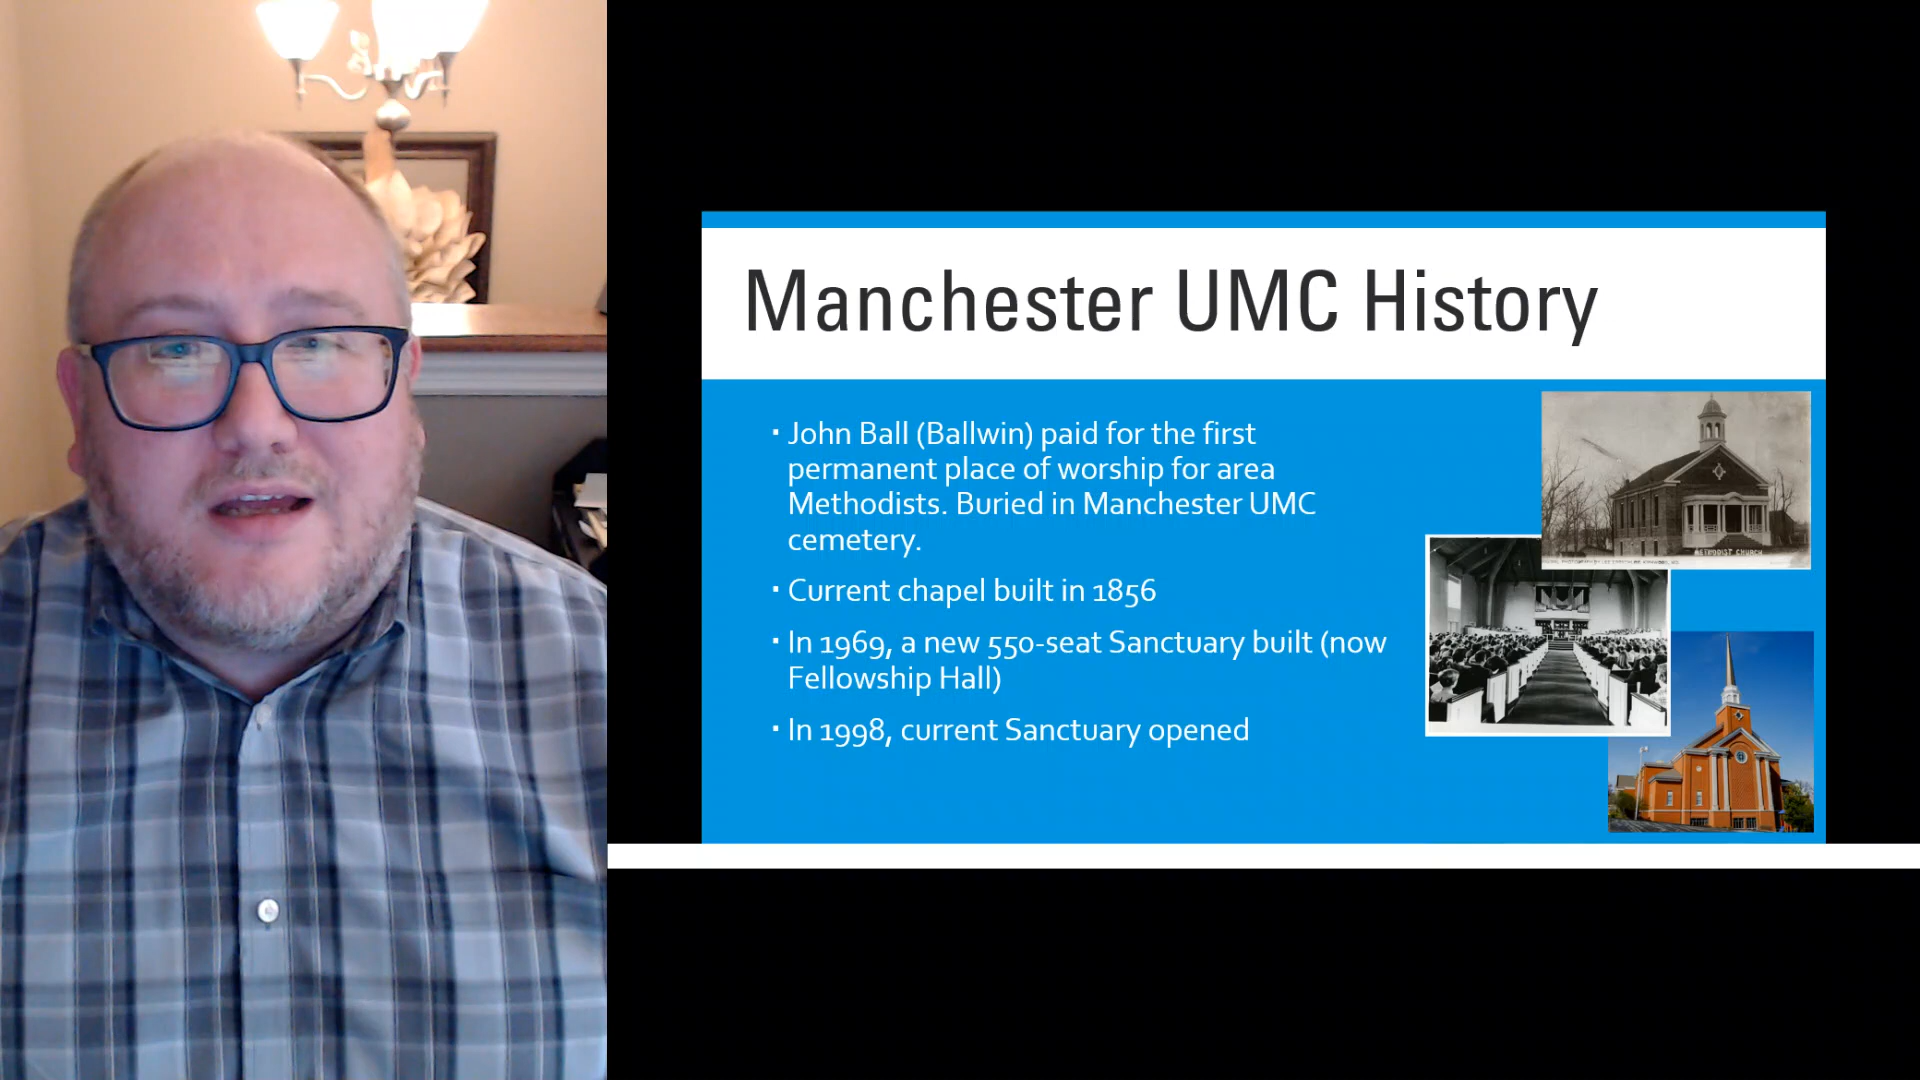 Manchester UMC History
▪ John Ball (Ballwin) paid for the first
permanent place of worship for area
Methodists. Buried in Manchester UMC
cemetery.
▪ Current chapel built in 1856
▪ In 1969, a new 550-seat Sanctuary built (now
Fellowship Hall)
▪ In 1998, current Sanctuary opened
METHODIST CHURCH